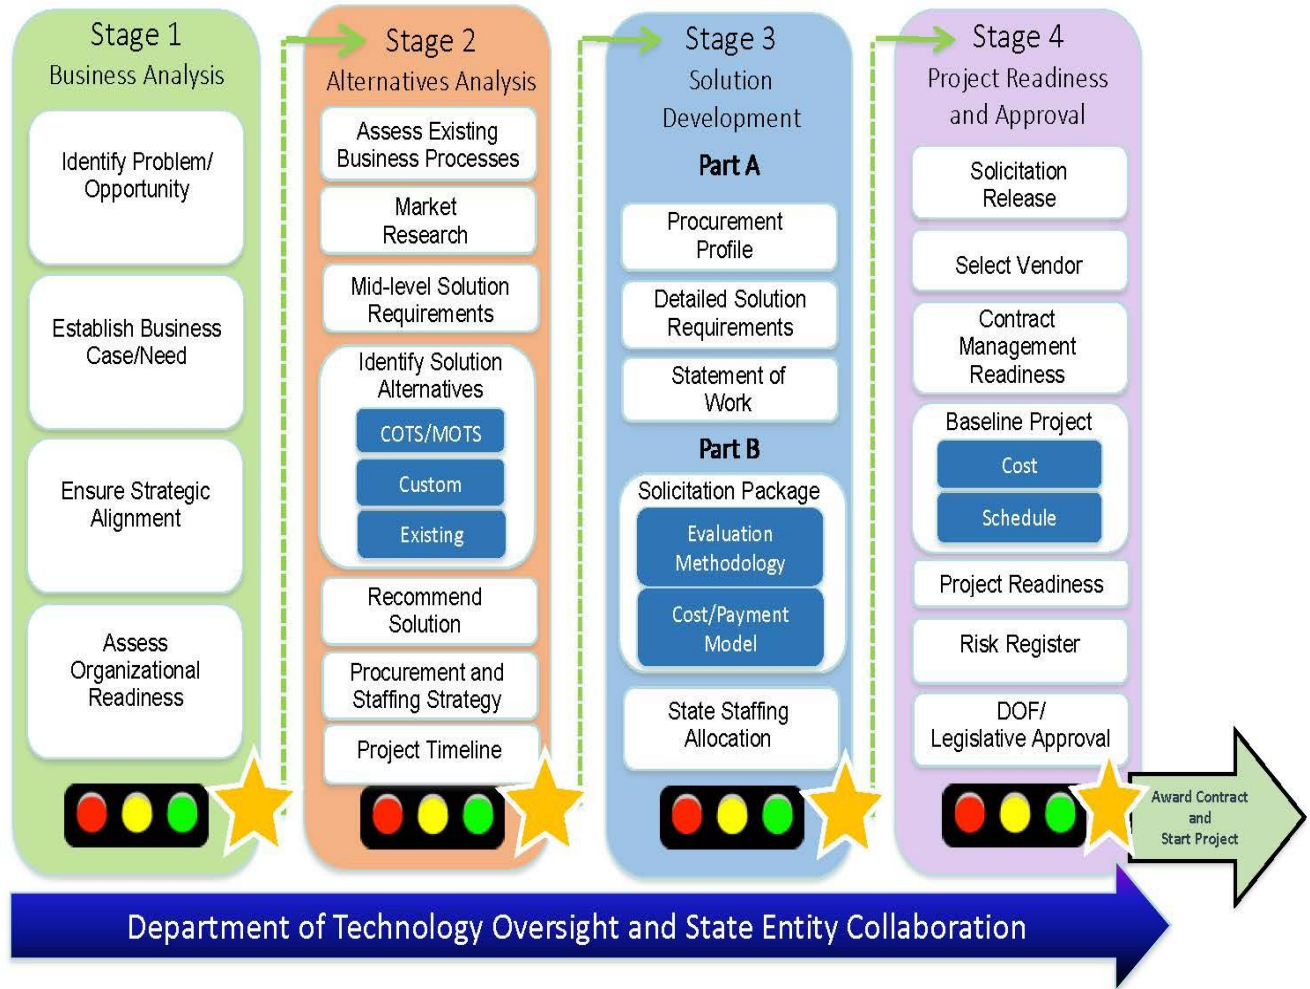 Stage 1
Business Analysis
Identify Problem/
Opportunity
Establish Business
Case/Need
Ensure Strategic
Alignment
Assess
Organizational
Readiness
Stage 2
Alternatives Analysis
Assess Existing
Business Processes
Market
Research
Mid-level Solution
Requirements
Identify Solution
Alternatives
COTS/MOTS
Custom
Existing
Recommend
Solution
Procurement and
Staffing Strategy
Project Timeline
Stage 3
Solution
Development
Part A
Procurement
Profile
Detailed Solution
Requirements
Statement of
Work
Part B
Solicitation Package
Evaluation
Methodology
Cost/Payment
Model
State Staffing
Allocation
Stage 4
Project Readiness
and Approval
Solicitation
Release
Select Vendor
Contract
Management
Readiness
Baseline Project
Cost
Schedule
Project Readiness
Risk Register
DOF/
Legislative Approval
Award Contract
and
Start Project
Department of Technology Oversight and State Entity Collaboration